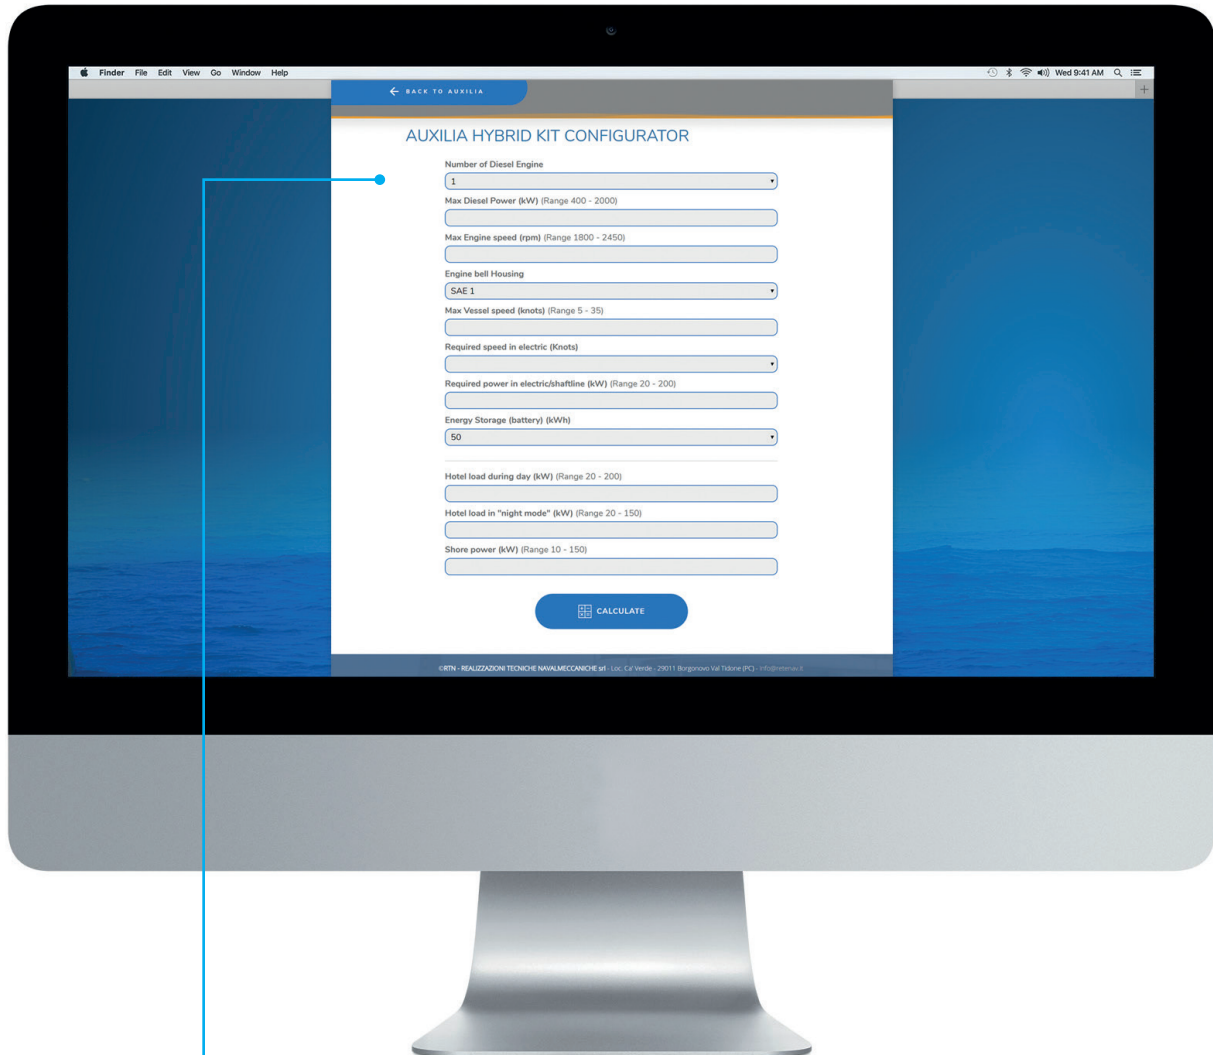 Finder File Edit View Go Window Help
Wed 9:41 AM
BACK TO AUXILIA
AUXILIA HYBRID KIT CONFIGURATOR
Number of Diesel Engine
1
Max Diesel Power (kW) (Range 400 - 2000)
Max Engine speed (rpm) (Range 1800 - 2450)
Engine bell Housing
SAE 1
Max Vessel speed (knots) (Range 5 - 35)
Required speed in electric (Knots)
Required power in electric/shaftline (kW) (Range 20 - 200)
Energy Storage (battery) (kWh)
50
Hotel load during day (kW) (Range 20 - 200)
Hotel load in "night mode" (kW) (Range 20 - 150)
Shore power (kW) (Range 10 - 150)
CALCULATE
©RTN - REALIZZAZIONI TECNICHE NAVALMECCANICHE srl - Loc. Ca' Verde - 29011 Borgonovo Val Tidone (PC) -